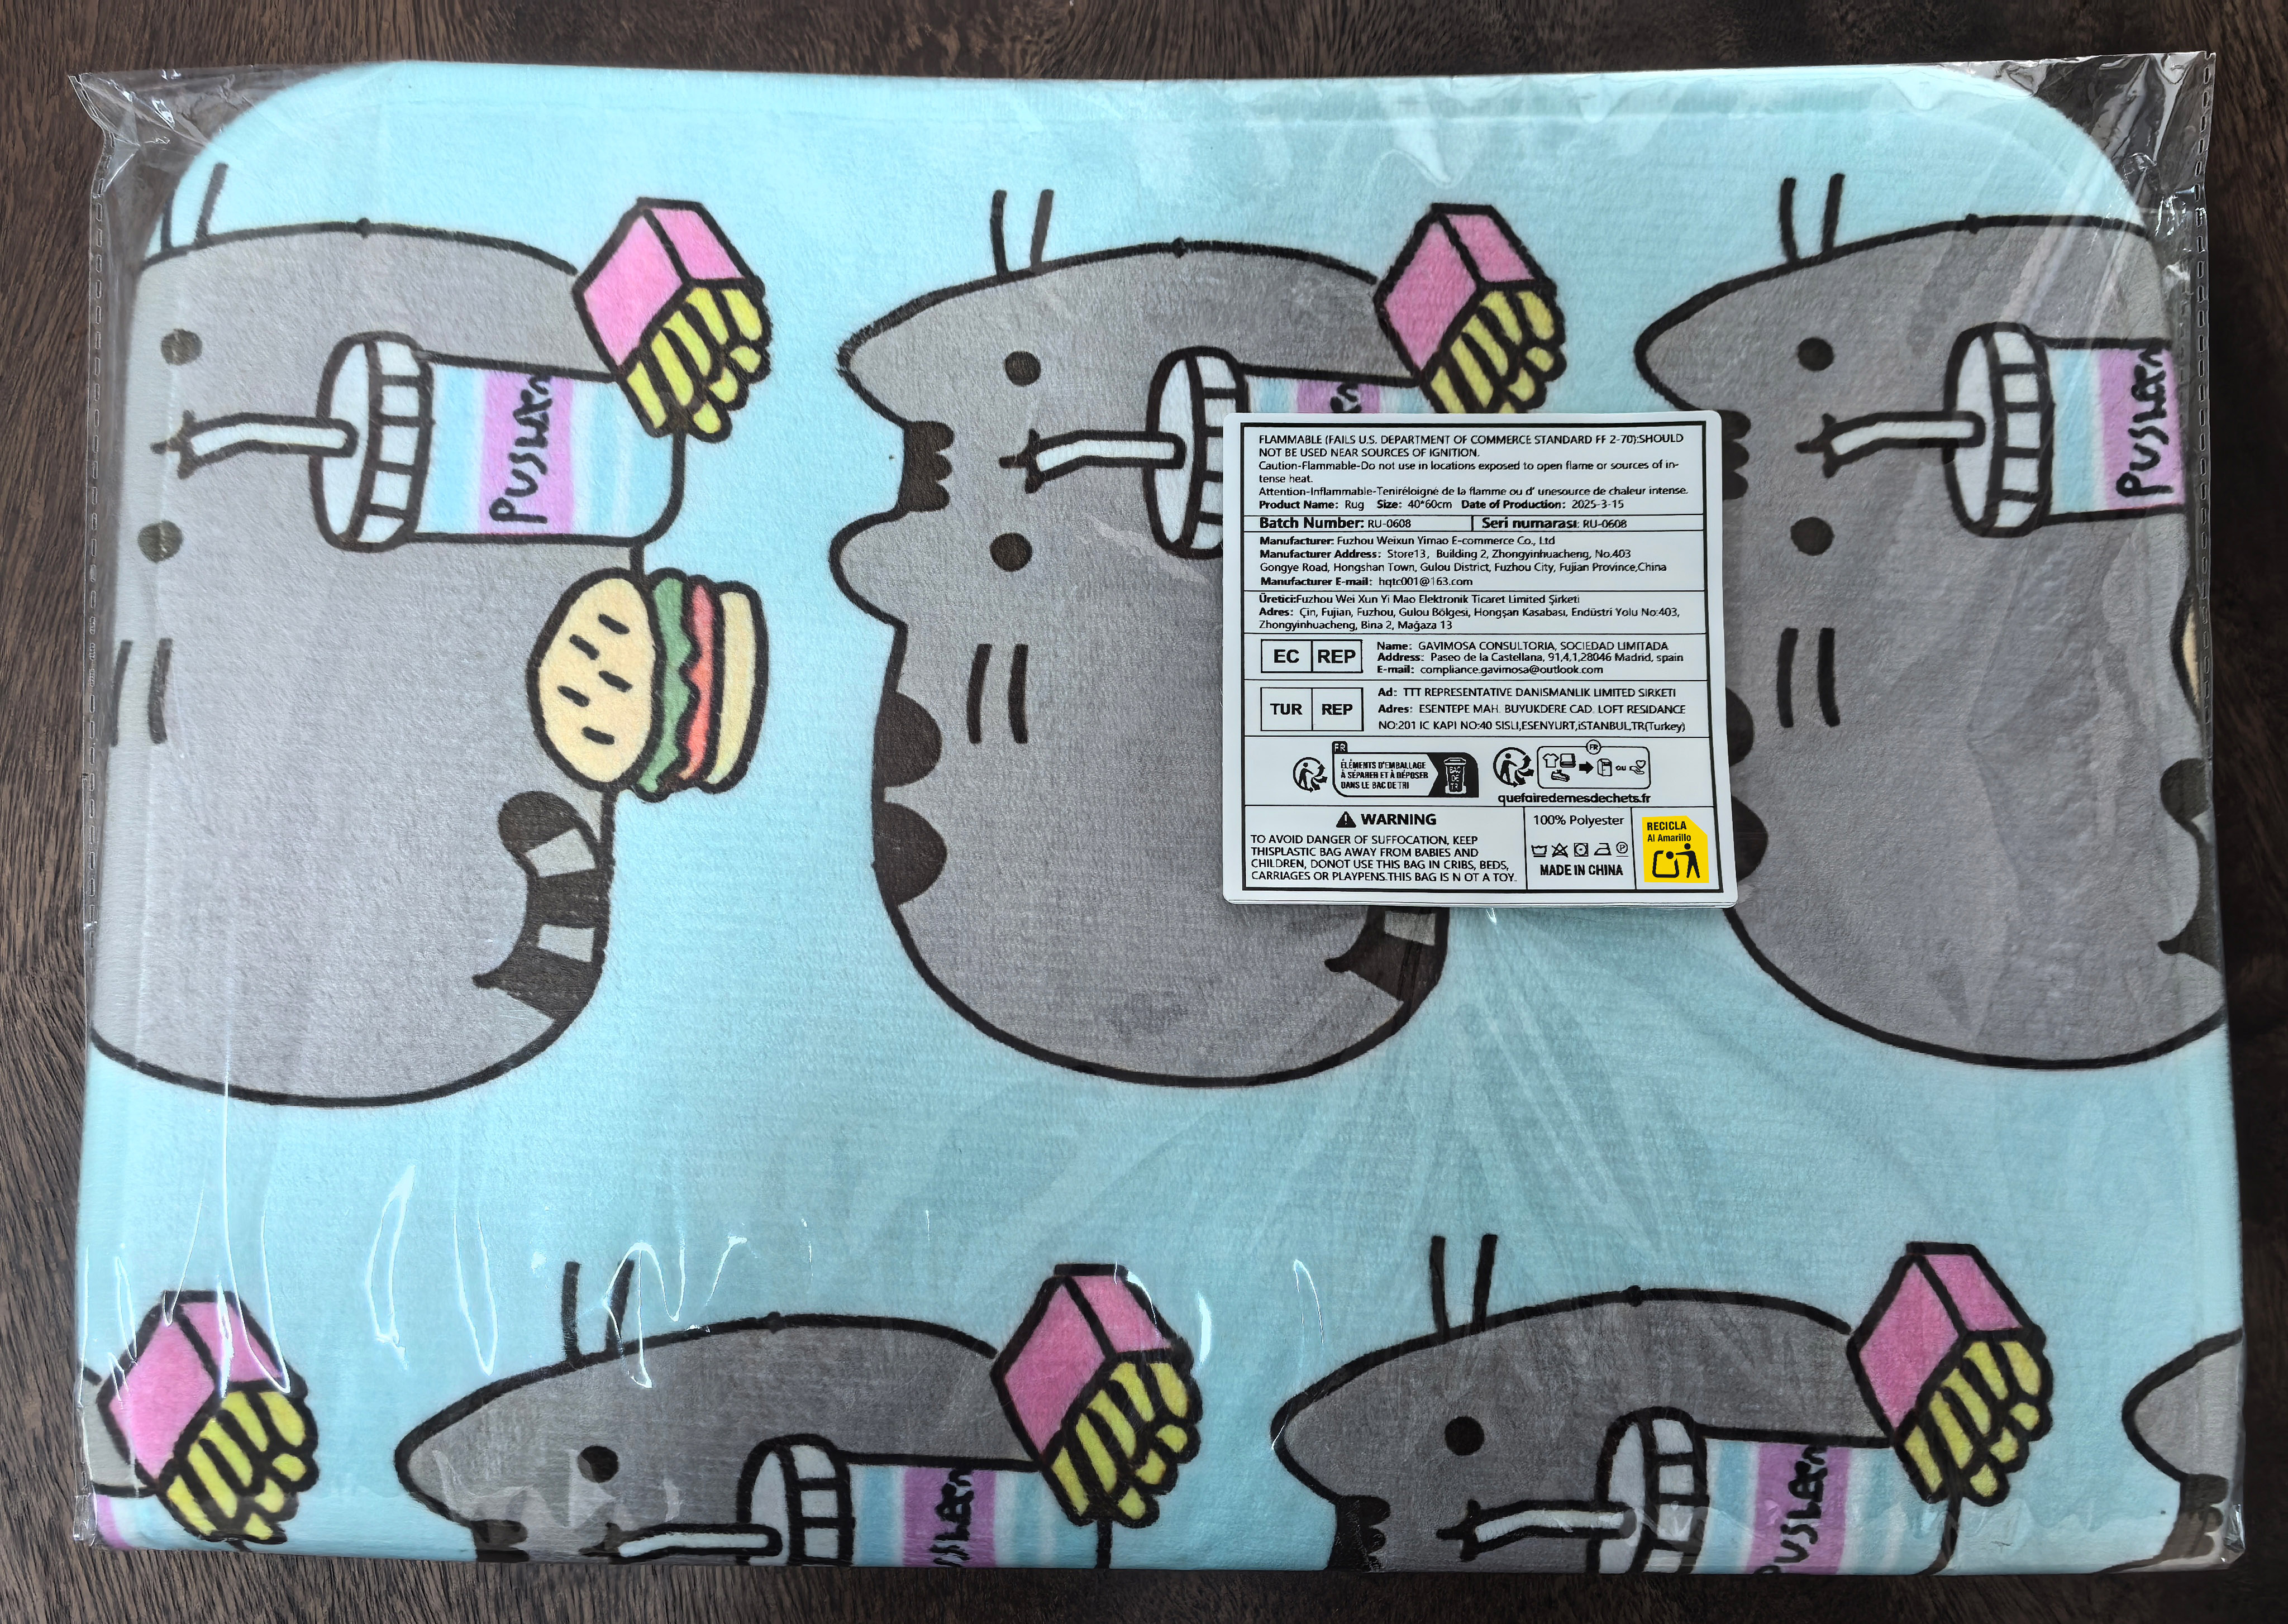 Pusheen
en
Pusheen
FLAMMABLE (FAILS U.S. DEPARTMENT OF COMMERCE STANDARD FF 2-70):SHOULD
NOT BE USED NEAR SOURCES OF IGNITION.
Caution-Flammable-Do not use in locations exposed to open flame or sources of in-
tense heat.
Attention-Inflammable-Teniréloigné de la flamme ou d' unesource de chaleur intense.
Product Name: Rug Size: 40*60cm Date of Production: 2025-3-15
Batch Number: RU-0608 Seri numarası: RU-0608
Manufacturer: Fuzhou Weixun Yimao E-commerce Co., Ltd
Manufacturer Address: Store13, Building 2, Zhongyinhuacheng, No.403
Gongye Road, Hongshan Town, Gulou District, Fuzhou City, Fujian Province,China
Manufacturer E-mail: hqtc001@163.com
Üretici:Fuzhou Wei Xun Yi Mao Elektronik Ticaret Limited Şirketi
Adres: Çin, Fujian, Fuzhou, Gulou Bölgesi, Hongşan Kasabası, Endüstri Yolu No:403,
Zhongyinhuacheng, Bina 2, Mağaza 13
EC REP
Name: GAVIMOSA CONSULTORIA, SOCIEDAD LIMITADA
Address: Paseo de la Castellana, 91,4,1,28046 Madrid, spain
E-mail: compliance.gavimosa@outlook.com
TUR REP
Ad: TTT REPRESENTATIVE DANISMANLIK LIMITED SIRKETI
Adres: ESENTEPE MAH. BUYUKDERE CAD. LOFT RESIDANCE
NO:201 IC KAPI NO:40 SISLI,ESENYURT,iSTANBUL,TR(Turkey)
FR
ÉLÉMENTS D'EMBALLAGE
À SÉPARER ET À DÉPOSER
DANS LE BAC DE TRI
BAC
DE
TRI
FR
OU
quefairedemesdechets.fr
WARNING
TO AVOID DANGER OF SUFFOCATION, KEEP
THISPLASTIC BAG AWAY FROM BABIES AND
CHILDREN, DONOT USE THIS BAG IN CRIBS, BEDS,
CARRIAGES OR PLAYPENS.THIS BAG IS N OT A TOY.
100% Polyester
P
MADE IN CHINA
RECICLA
Al Amarillo
usheen
Pusheen